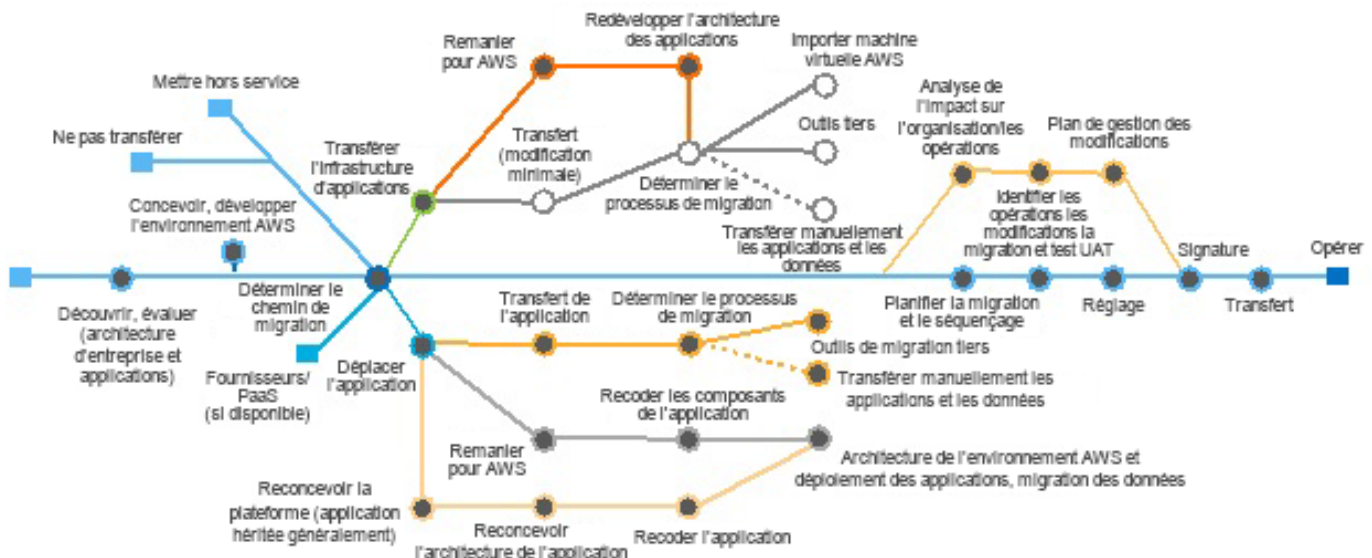 Redévelopper l'architecture
des applications
Remanier
pour AWS
Importer machine
virtuelle AWS
Mettre hors service
Analyse de
l'impact sur
l'organisation/les
opérations
Ne pas transférer
Transférer
l'infrastructure
d'applications
Transfert
(modification
minimale)
Outils tiers
Plan de gestion des
modifications
Déterminer le
processus de migration
Concevoir, développer
l'environnement AWS
Transférer manuellement
les applications et les
données
Identifier les
opérations les
modifications la
migration et test UAT
Signature
Opérer
Découvrir, évaluer
(architecture
d'entreprise et
applications)
Déterminer le
chemin de
migration
Transfert de
l'application
Déterminer le processus
de migration
Planifier la migration
et le séquençage
Réglage
Transfert
Fournisseurs/
PaaS
(si disponible)
Déplacer
l'application
Outils de migration tiers
Transférer manuellement les
applications et les données
Recoder les composants
de l'application
Remanier
pour AWS
Architecture de l'environnement AWS et
déploiement des applications, migration des données
Reconcevoir la
plateforme (application
héritée généralement)
Reconcevoir
l'architecture de l'application
Recoder l'application